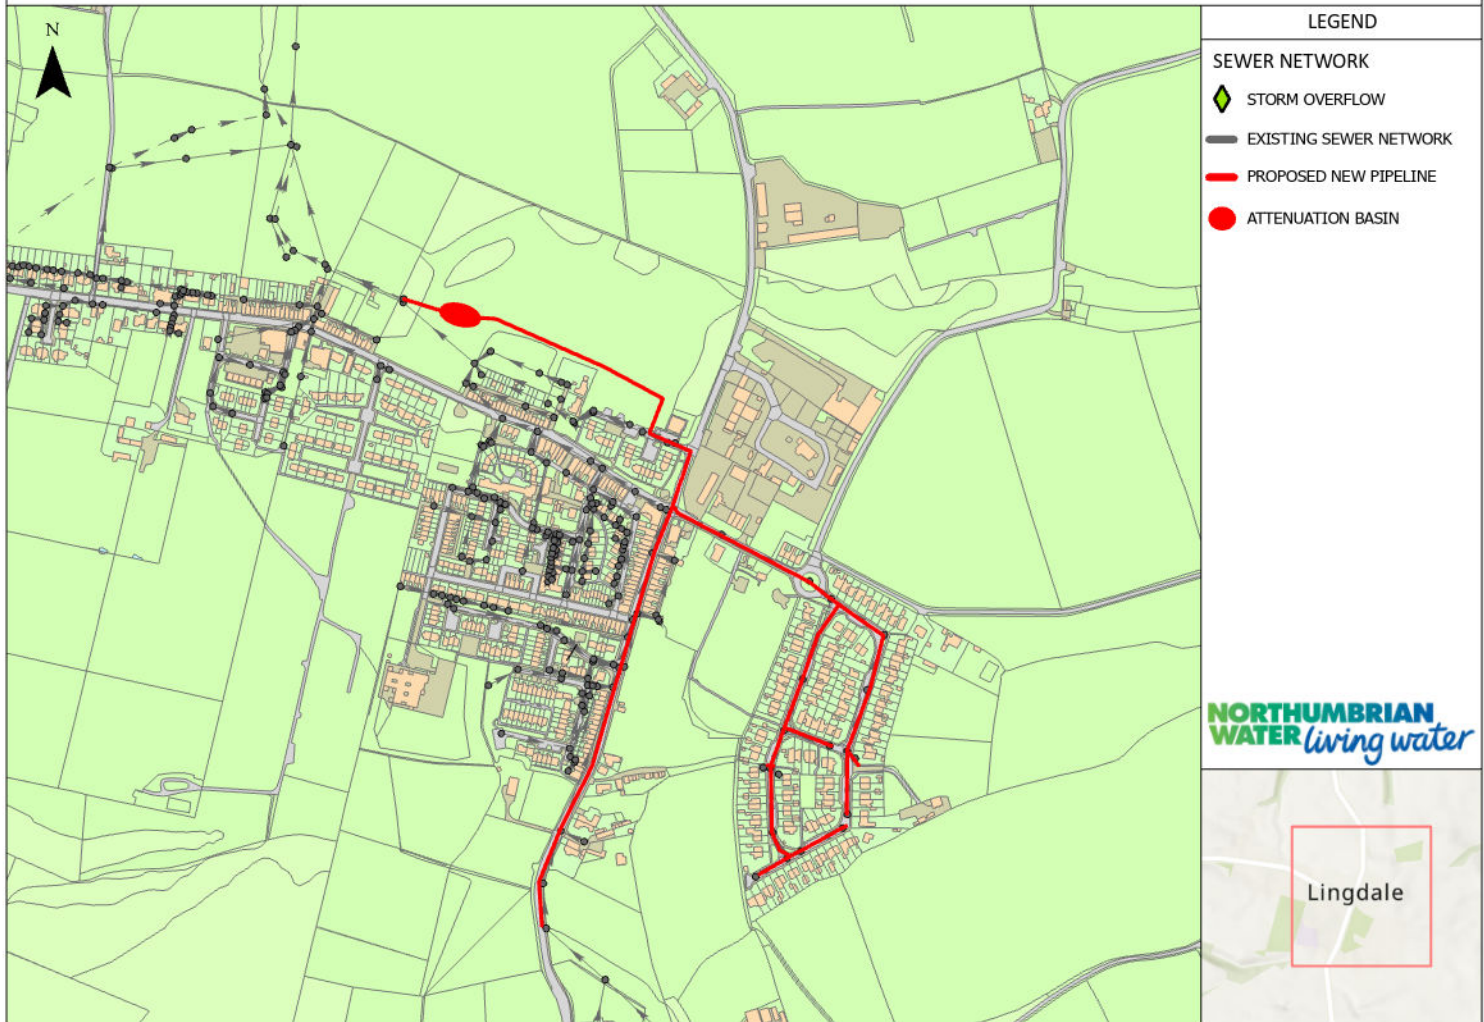 N
LEGEND
SEWER NETWORK
STORM OVERFLOW
EXISTING SEWER NETWORK
PROPOSED NEW PIPELINE
ATTENUATION BASIN
NORTHUMBRIAN
WATER living water
Lingdale